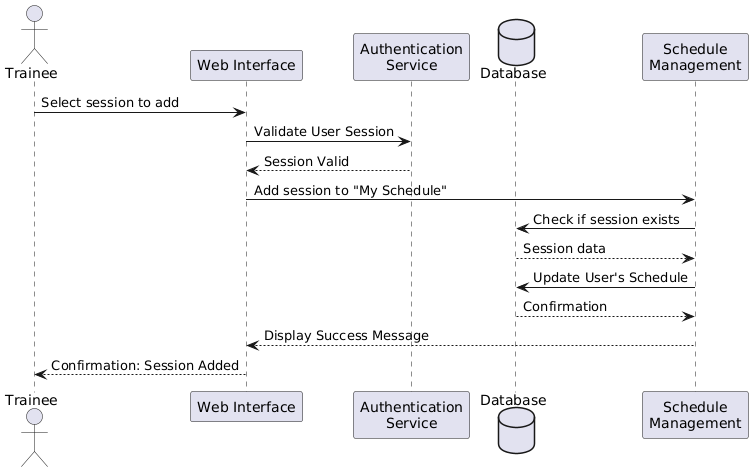 Trainee
Web Interface
Authentication
Service
Database
Schedule
Management
Select session to add
Validate User Session
Session Valid
Add session to "My Schedule"
Check if session exists
Session data
Update User's Schedule
Confirmation
Display Success Message
Confirmation: Session Added
Trainee
Web Interface
Authentication
Service
Database
Schedule
Management